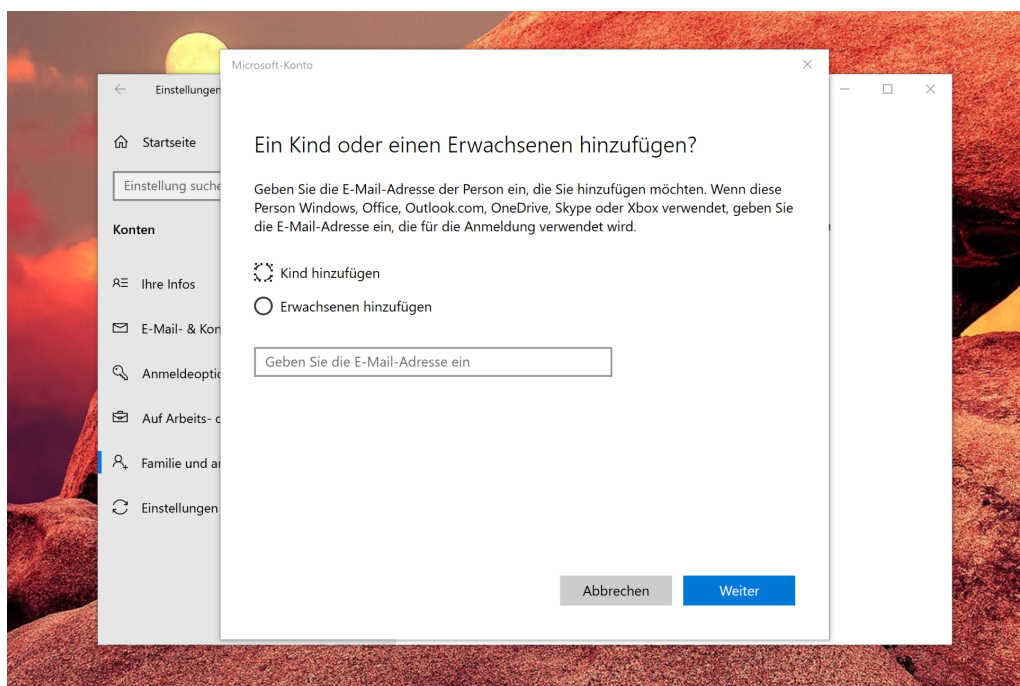 Microsoft-Konto
Einstellungen
Startseite
Einstellung suche
Konten
Ihre Infos
E-Mail- & Kon
Anmeldeoptio
Auf Arbeits- o
Familie und an
Einstellungen
Ein Kind oder einen Erwachsenen hinzufügen?
Geben Sie die E-Mail-Adresse der Person ein, die Sie hinzufügen möchten. Wenn diese
Person Windows, Office, Outlook.com, OneDrive, Skype oder Xbox verwendet, geben Sie
die E-Mail-Adresse ein, die für die Anmeldung verwendet wird.
Kind hinzufügen
Erwachsenen hinzufügen
Geben Sie die E-Mail-Adresse ein
Abbrechen
Weiter